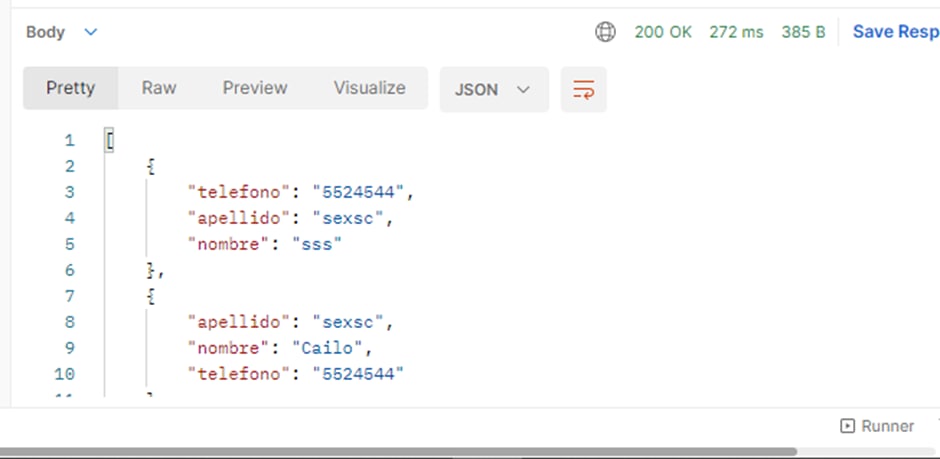 Body 200 OK 272 ms 385 B Save Resp
Pretty Raw Preview Visualize JSON
1 [
2 {
3 "telefono": "5524544",
4 "apellido": "sexsc",
5 "nombre": "sss"
6 },
7 {
8 "apellido": "sexsc",
9 "nombre": "Cailo",
10 "telefono": "5524544"
Runner